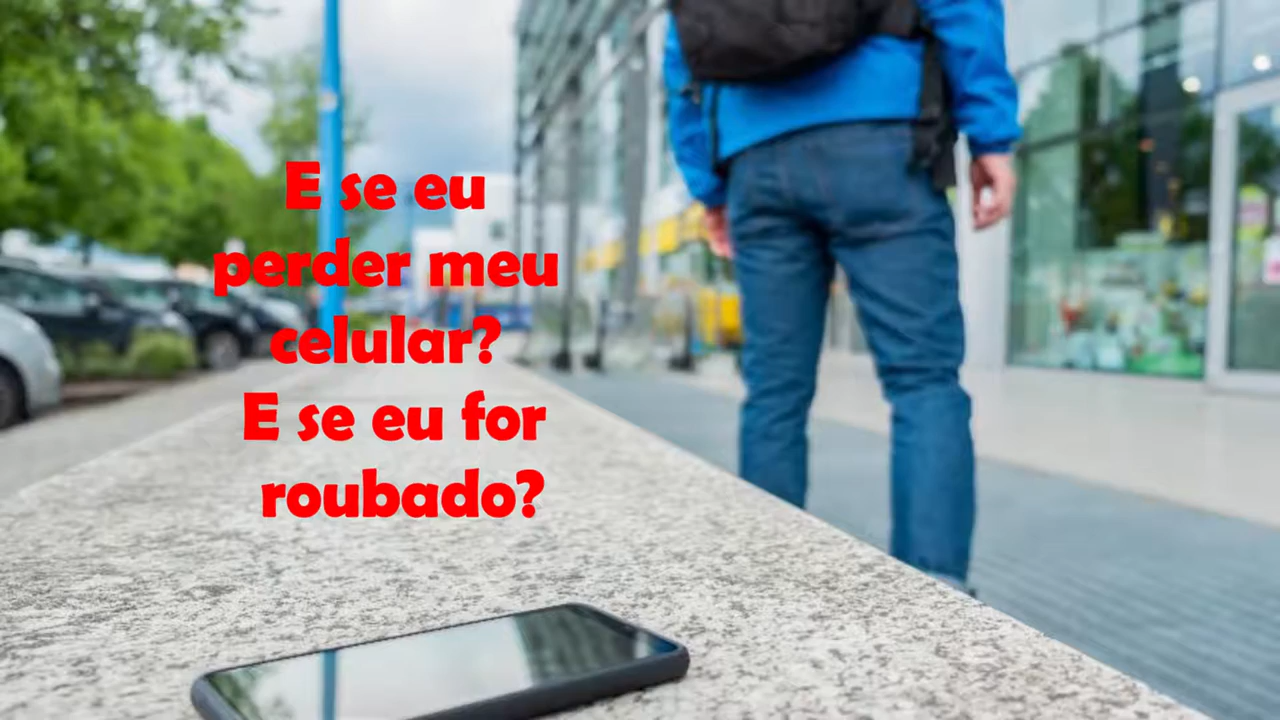 E se eu
perder meu
celular?
E se eu for
roubado?